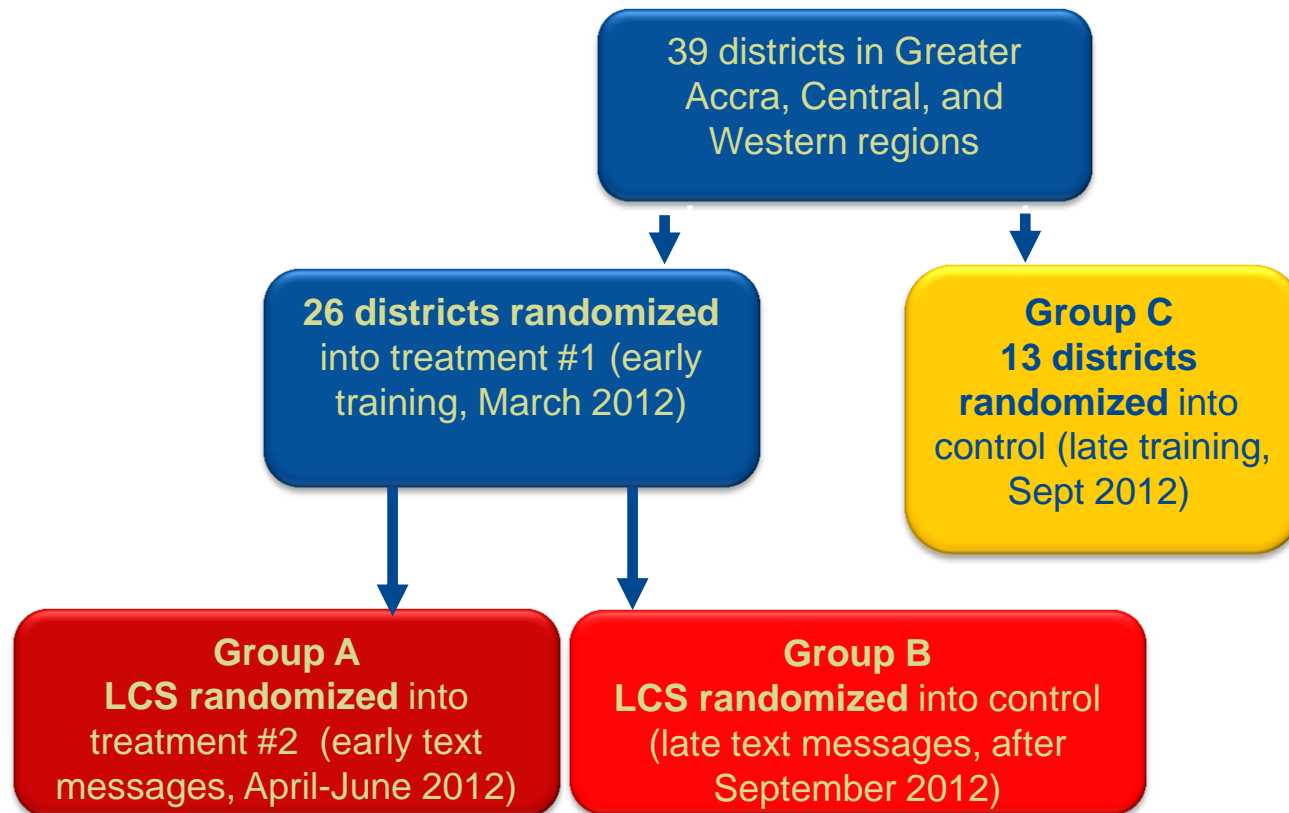 39 districts in Greater
Accra, Central, and
Western regions
26 districts randomized
into treatment #1 (early
training, March 2012)
Group C
13 districts
randomized into
control (late training,
Sept 2012)
Group A
LCS randomized into
treatment #2 (early text
messages, April-June 2012)
Group B
LCS randomized into control
(late text messages, after
September 2012)